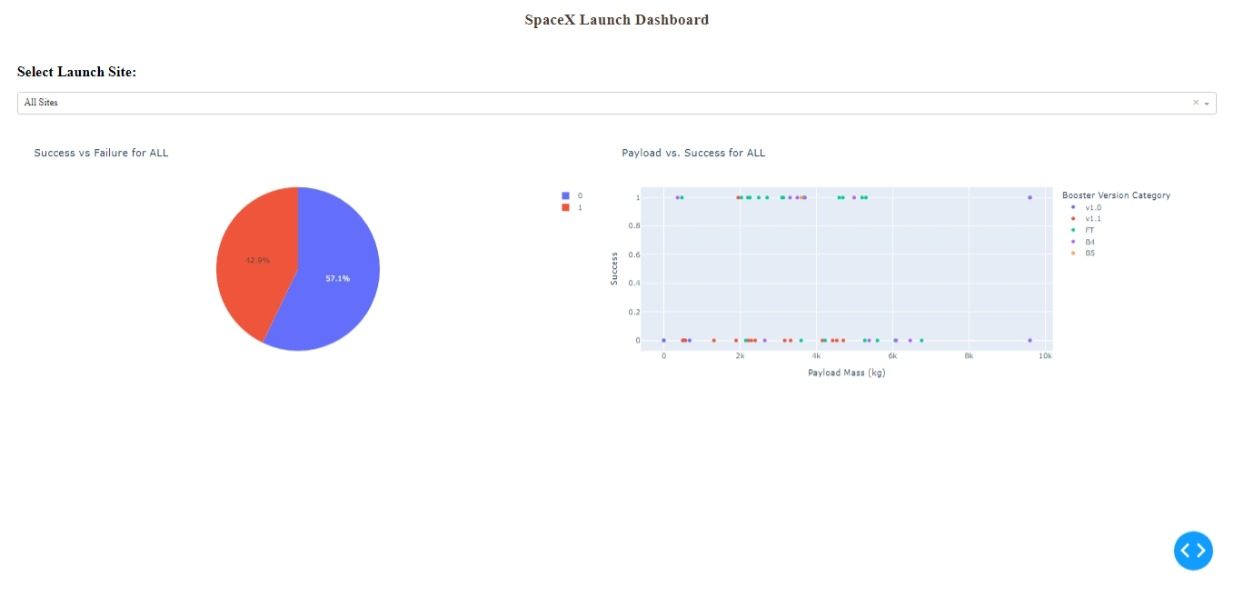 SpaceX Launch Dashboard
Select Launch Site:
All Sites
Success vs Failure for ALL
42.9%
57.1%
0
1
Payload vs. Success for ALL
Success
1
0.8
0.6
0.4
0.2
0
0
2k
4k
6k
8k
10k
Payload Mass (kg)
Booster Version Category
v1.0
v1.1
FT
B4
B5